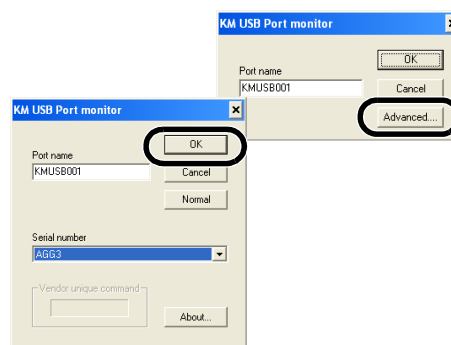 KM USB Port monitor
OK
Port name
KMUSB001
Cancel
Advanced....
KM USB Port monitor
OK
Port name
KMUSB001
Cancel
Normal
Serial number
AGG3
Vendor unique command
About...